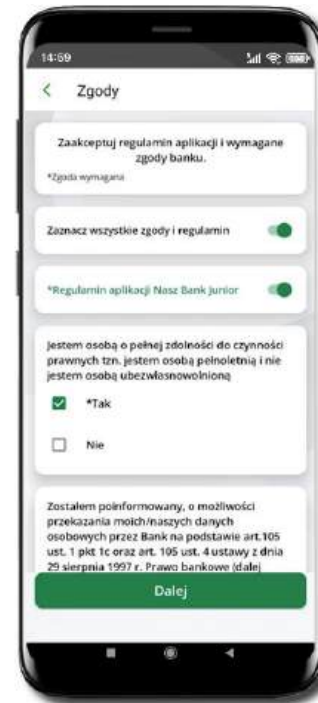 14:59
Zgody
Zaakceptuj regulamin aplikacji i wymagane
zgody banku.
*Zgoda wymagana
Zaznacz wszystkie zgody i regulamin
*Regulamin aplikacji Nasz Bank Junior
Jestem osobą o pełnej zdolności do czynności
prawnych tzn. jestem osobą pełnoletnią i nie
jestem osobą ubezwłasnowolnioną
*Tak
Nie
Zostałem poinformowany, o możliwości
przekazania moich/naszych danych
osobowych przez Bank na podstawie art.105
ust. 1 pkt 1c oraz art. 105 ust. 4 ustawy z dnia
29 sierpnia 1997 r. Prawo bankowe (dalej
Dalej